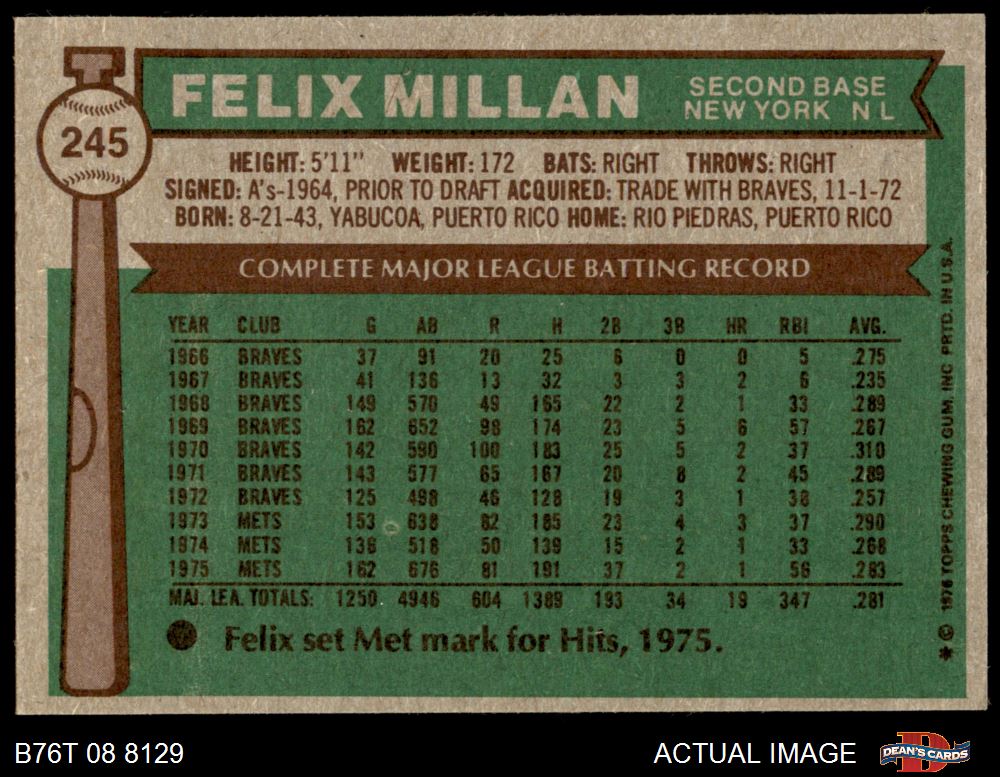 245
FELIX MILLAN
SECOND BASE
NEW YORK N L
HEIGHT: 5'11" WEIGHT: 172 BATS: RIGHT THROWS: RIGHT
SIGNED: A's-1964, PRIOR TO DRAFT ACQUIRED: TRADE WITH BRAVES, 11-1-72
BORN: 8-21-43, YABUCOA, PUERTO RICO HOME: RIO PIEDRAS, PUERTO RICO
COMPLETE MAJOR LEAGUE BATTING RECORD
YEAR CLUB G AB R H 2B 3B HR RBI AVG.
1966 BRAVES 37 91 20 25 6 0 0 5 .275
1967 BRAVES 41 136 13 32 3 3 2 6 .235
1968 BRAVES 149 570 49 165 22 2 1 33 .289
1969 BRAVES 162 652 98 174 23 5 6 57 .267
1970 BRAVES 142 590 100 183 25 5 2 37 .310
1971 BRAVES 143 577 65 167 20 8 2 45 .289
1972 BRAVES 125 498 46 128 19 3 1 38 .257
1973 METS 153 638 82 185 23 4 3 37 .290
1974 METS 136 518 50 139 15 2 1 33 .268
1975 METS 162 676 81 191 37 2 1 56 .283
MAJ. LEA. TOTALS: 1250 4946 604 1389 193 34 19 347 .281
Felix set Met mark for Hits, 1975.
* © 1976 TOPPS CHEWING GUM, INC PRTD. IN U.S.A.
B76T 08 8129
ACTUAL IMAGE
DEAN'S CARDS